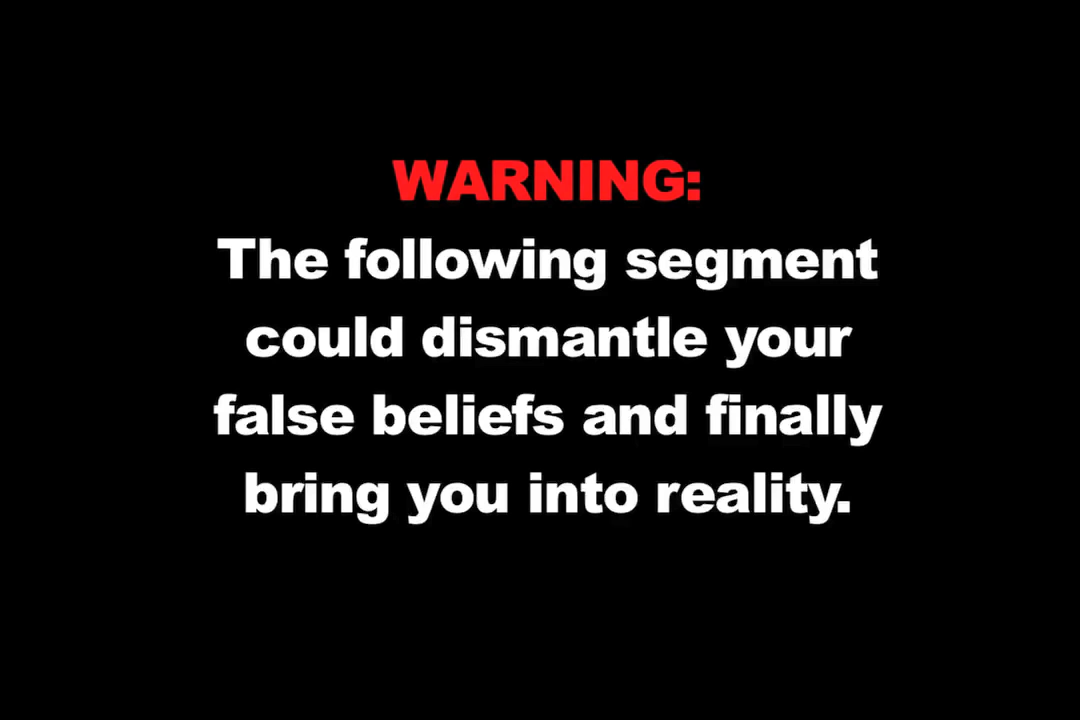 WARNING:
The following segment
could dismantle your
false beliefs and finally
bring you into reality.